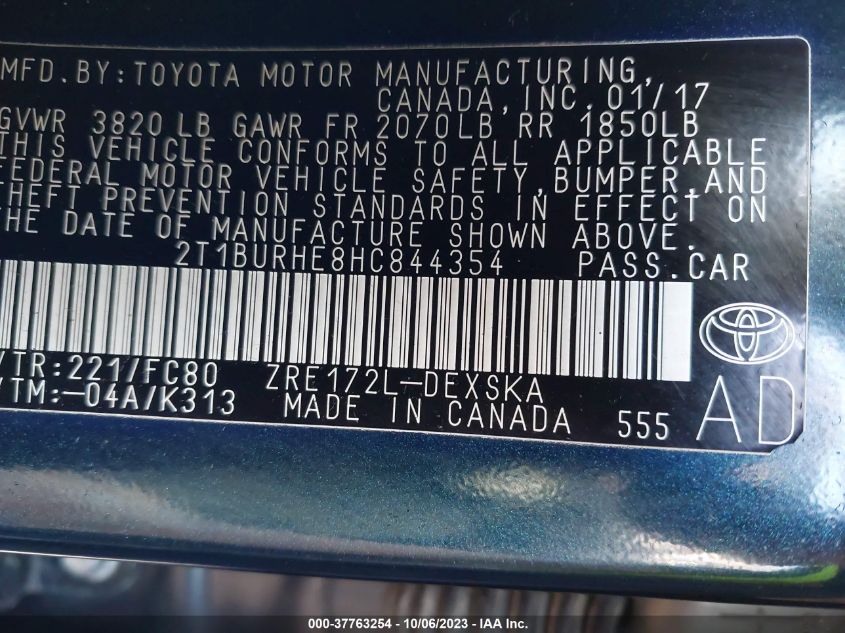 MFD.BY:TOYOTA MOTOR MANUFACTURING,
CANADA,INC.01/17
GVWR 3820LB GAWR FR 2070LB RR 1850LB
THIS VEHICLE CONFORMS TO ALL APPLICABLE
FEDERAL MOTOR VEHICLE SAFETY,BUMPER,AND
THEFT PREVENTION STANDARDS IN EFFECT ON
THE DATE OF MANUFACTURE SHOWN ABOVE.
2T1BURHE8HC844354 PASS.CAR
/TR:221/FC80 ZRE172L-DEXSKA
/TM:-04A/K313 MADE IN CANADA 555 AD
000-37763254 | 10/06/2023 - IAA Inc.